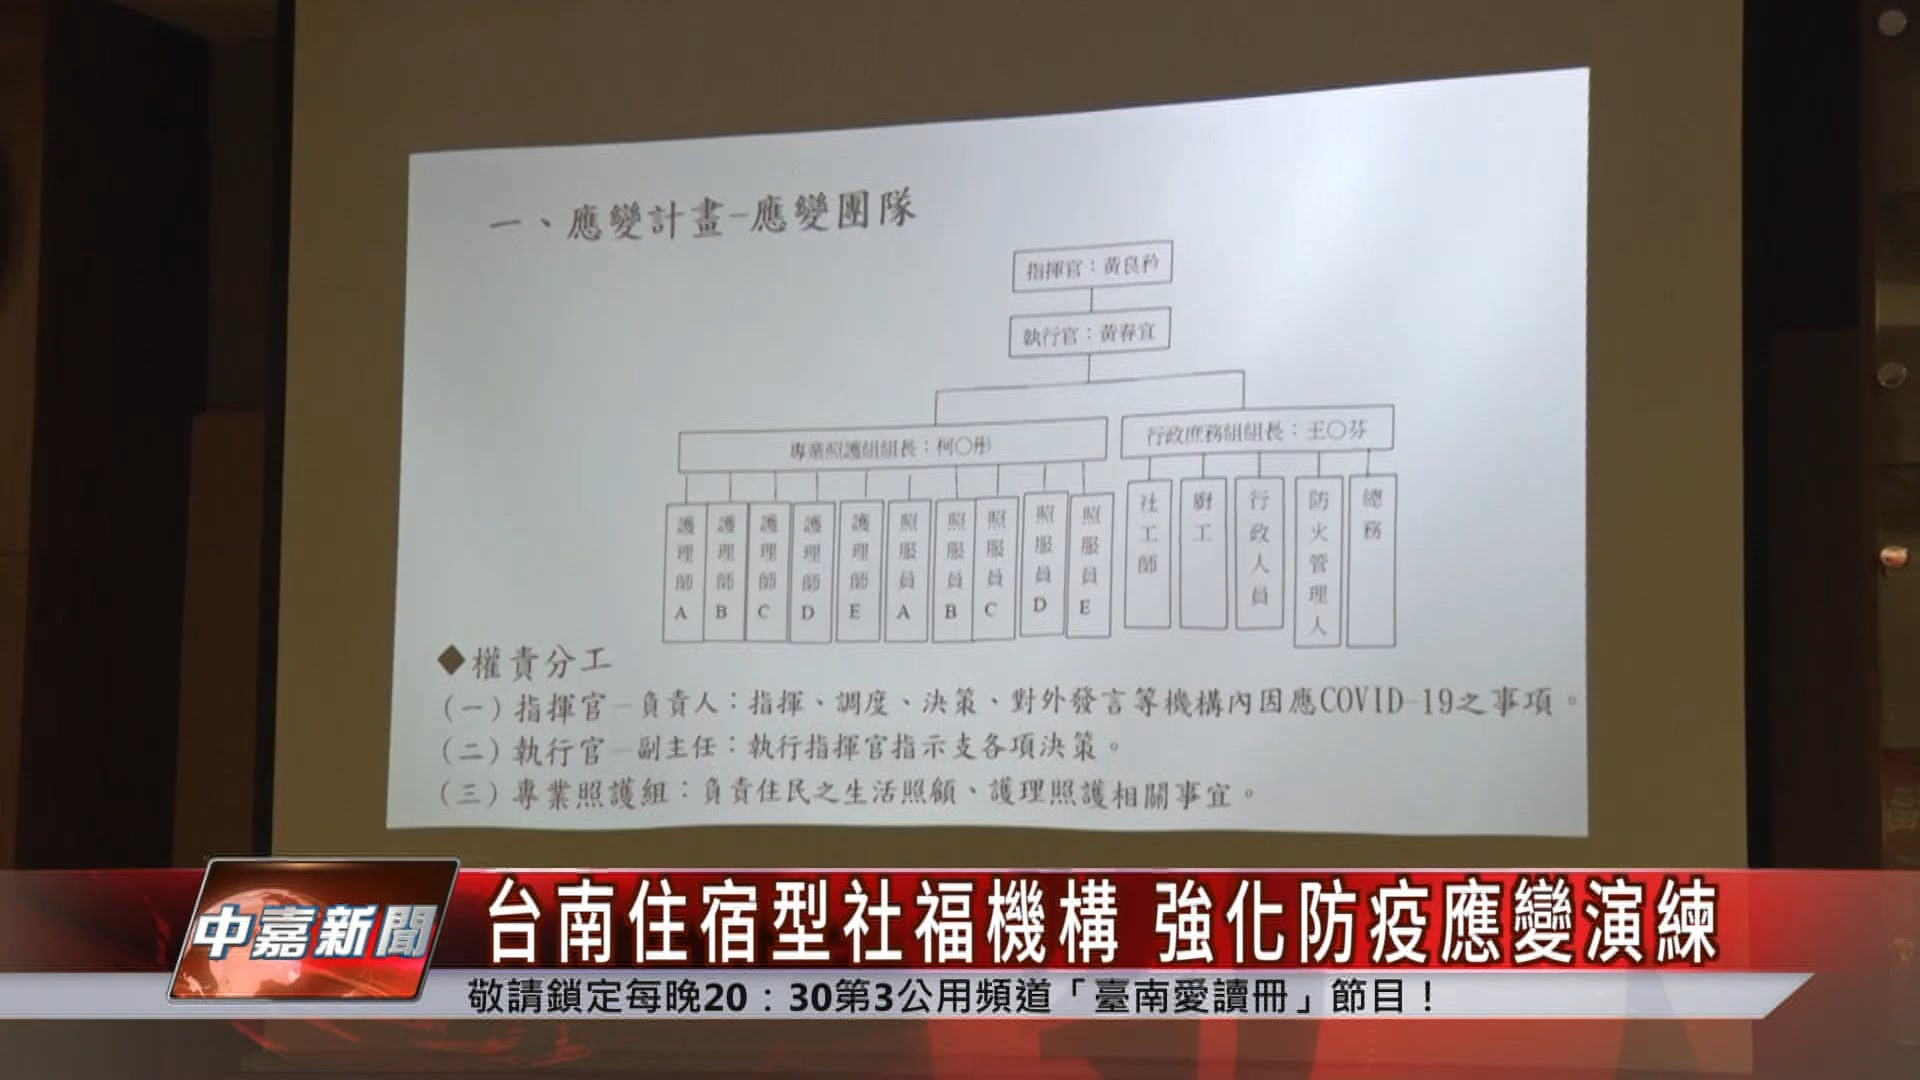 一、應變計畫-應變團隊
指揮官：黃良矜
執行官：黃春宜
專業照護組組長：柯○彤
行政庶務組組長：王○芬
護理師A
護理師B
護理師C
護理師D
護理師E
照服員A
照服員B
照服員C
照服員D
照服員E
社工師
廚工
行政人員
防火管理人
總務
◆權責分工
(一)指揮官—負責人：指揮、調度、決策、對外發言等機構內因應COVID-19之事項。
(二)執行官—副主任：執行指揮官指示支各項決策。
(三)專業照護組：負責住民之生活照顧、護理照護相關事宜。
中嘉新聞
台南住宿型社福機構 強化防疫應變演練
敬請鎖定每晚20：30第3公用頻道「臺南愛讀冊」節目！